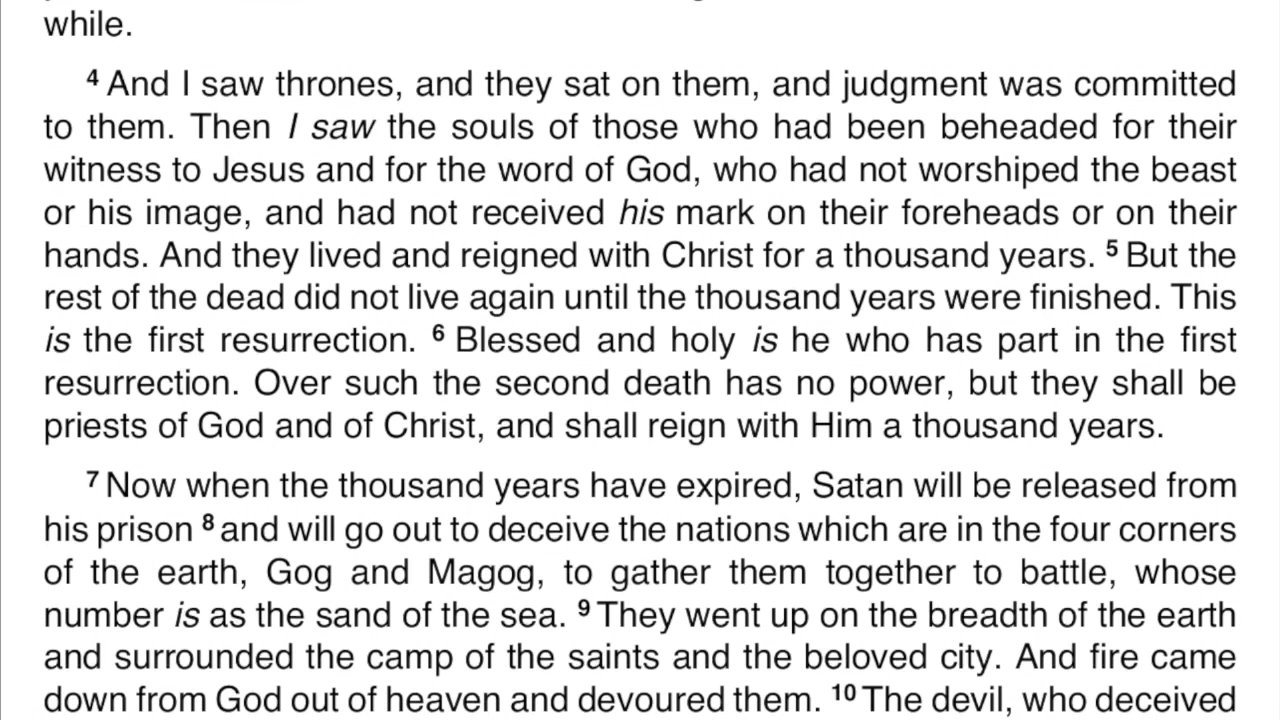 while.
4 And I saw thrones, and they sat on them, and judgment was committed
to them. Then I saw the souls of those who had been beheaded for their
witness to Jesus and for the word of God, who had not worshiped the beast
or his image, and had not received his mark on their foreheads or on their
hands. And they lived and reigned with Christ for a thousand years. 5 But the
rest of the dead did not live again until the thousand years were finished. This
is the first resurrection. 6 Blessed and holy is he who has part in the first
resurrection. Over such the second death has no power, but they shall be
priests of God and of Christ, and shall reign with Him a thousand years.
7 Now when the thousand years have expired, Satan will be released from
his prison 8 and will go out to deceive the nations which are in the four corners
of the earth, Gog and Magog, to gather them together to battle, whose
number is as the sand of the sea. 9 They went up on the breadth of the earth
and surrounded the camp of the saints and the beloved city. And fire came
down from God out of heaven and devoured them. 10 The devil, who deceived